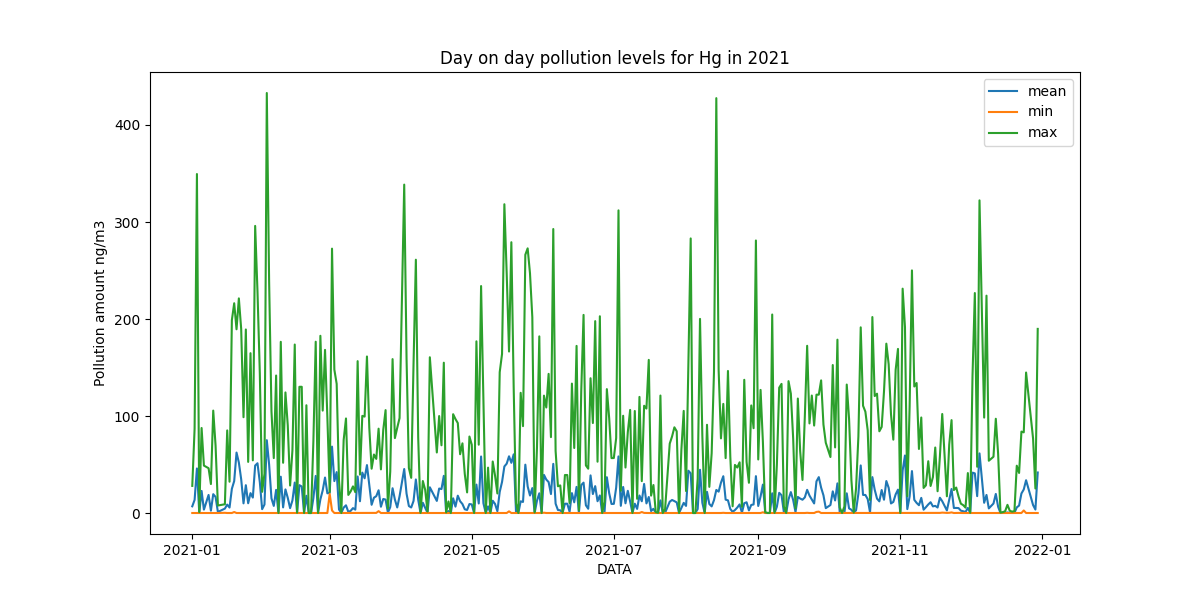 Day on day pollution levels for Hg in 2021
mean
min
max
Pollution amount ng/m3
400
300
200
100
0
2021-01 2021-03 2021-05 2021-07 2021-09 2021-11 2022-01
DATA